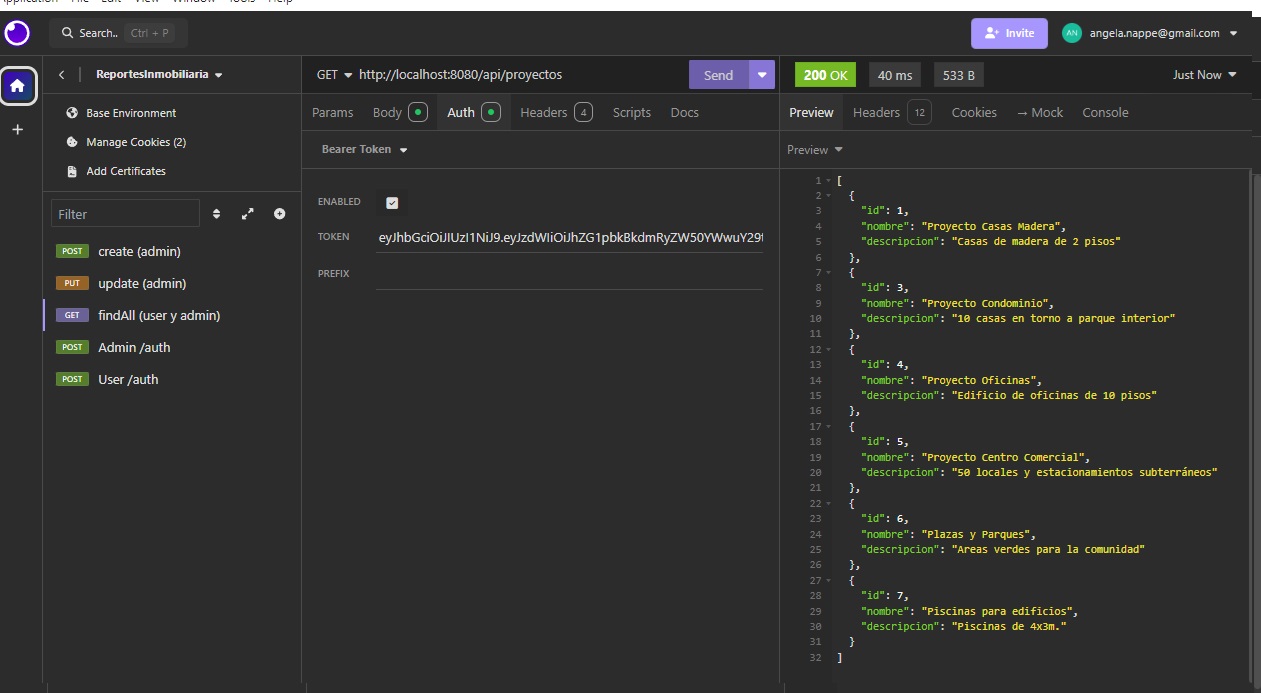 Application File Edit View Window Tools Help
Search.. Ctrl + P
Invite
AN angela.nappe@gmail.com
ReportesInmobiliaria
Base Environment
Manage Cookies (2)
Add Certificates
Filter
POST create (admin)
PUT update (admin)
GET findAll (user y admin)
POST Admin /auth
POST User /auth
GET http://localhost:8080/api/proyectos
Send
Params Body Auth Headers 4 Scripts Docs
Bearer Token
ENABLED
TOKEN
PREFIX
200 OK 40 ms 533 B Just Now
Preview Headers 12 Cookies → Mock Console
Preview
1 [
2 {
3 "id": 1,
4 "nombre": "Proyecto Casas Madera",
5 "descripcion": "Casas de madera de 2 pisos"
6 },
7 {
8 "id": 3,
9 "nombre": "Proyecto Condominio",
10 "descripcion": "10 casas en torno a parque interior"
11 },
12 {
13 "id": 4,
14 "nombre": "Proyecto Oficinas",
15 "descripcion": "Edificio de oficinas de 10 pisos"
16 },
17 {
18 "id": 5,
19 "nombre": "Proyecto Centro Comercial",
20 "descripcion": "50 locales y estacionamientos subterráneos"
21 },
22 {
23 "id": 6,
24 "nombre": "Plazas y Parques",
25 "descripcion": "Areas verdes para la comunidad"
26 },
27 {
28 "id": 7,
29 "nombre": "Piscinas para edificios",
30 "descripcion": "Piscinas de 4x3m."
31 }
32 ]